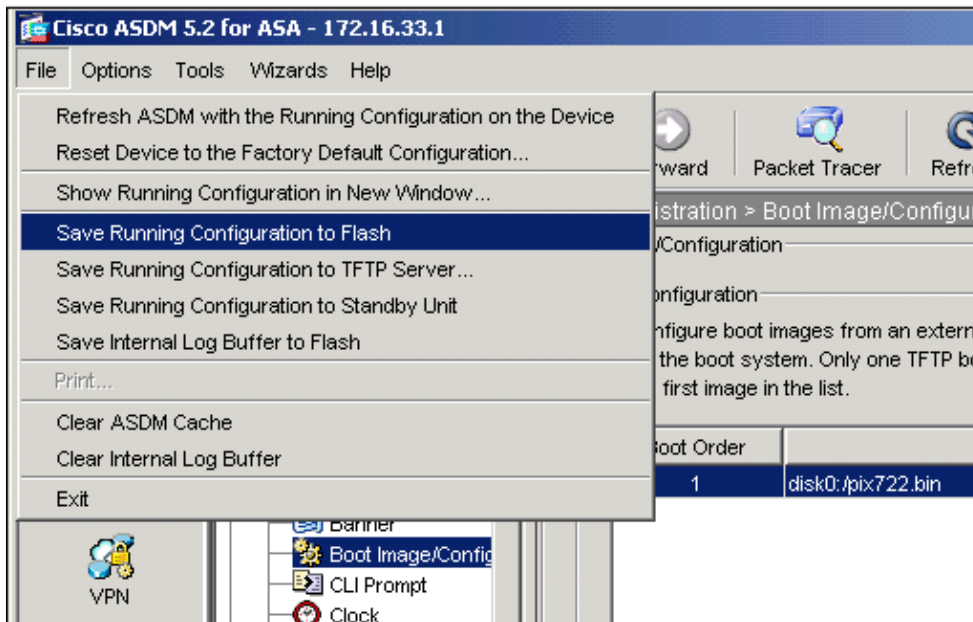 Cisco ASDM 5.2 for ASA - 172.16.33.1
File Options Tools Wizards Help
Refresh ASDM with the Running Configuration on the Device
Reset Device to the Factory Default Configuration...
Show Running Configuration in New Window...
Save Running Configuration to Flash
Save Running Configuration to TFTP Server...
Save Running Configuration to Standby Unit
Save Internal Log Buffer to Flash
Print...
Clear ASDM Cache
Clear Internal Log Buffer
Exit
ward Packet Tracer Refr
istration > Boot Image/Configu
/Configuration
onfiguration
nfigure boot images from an extern
the boot system. Only one TFTP bo
first image in the list.
Boot Order
1 disk0:/pix722.bin
Banner
Boot Image/Config
CLI Prompt
Clock
VPN